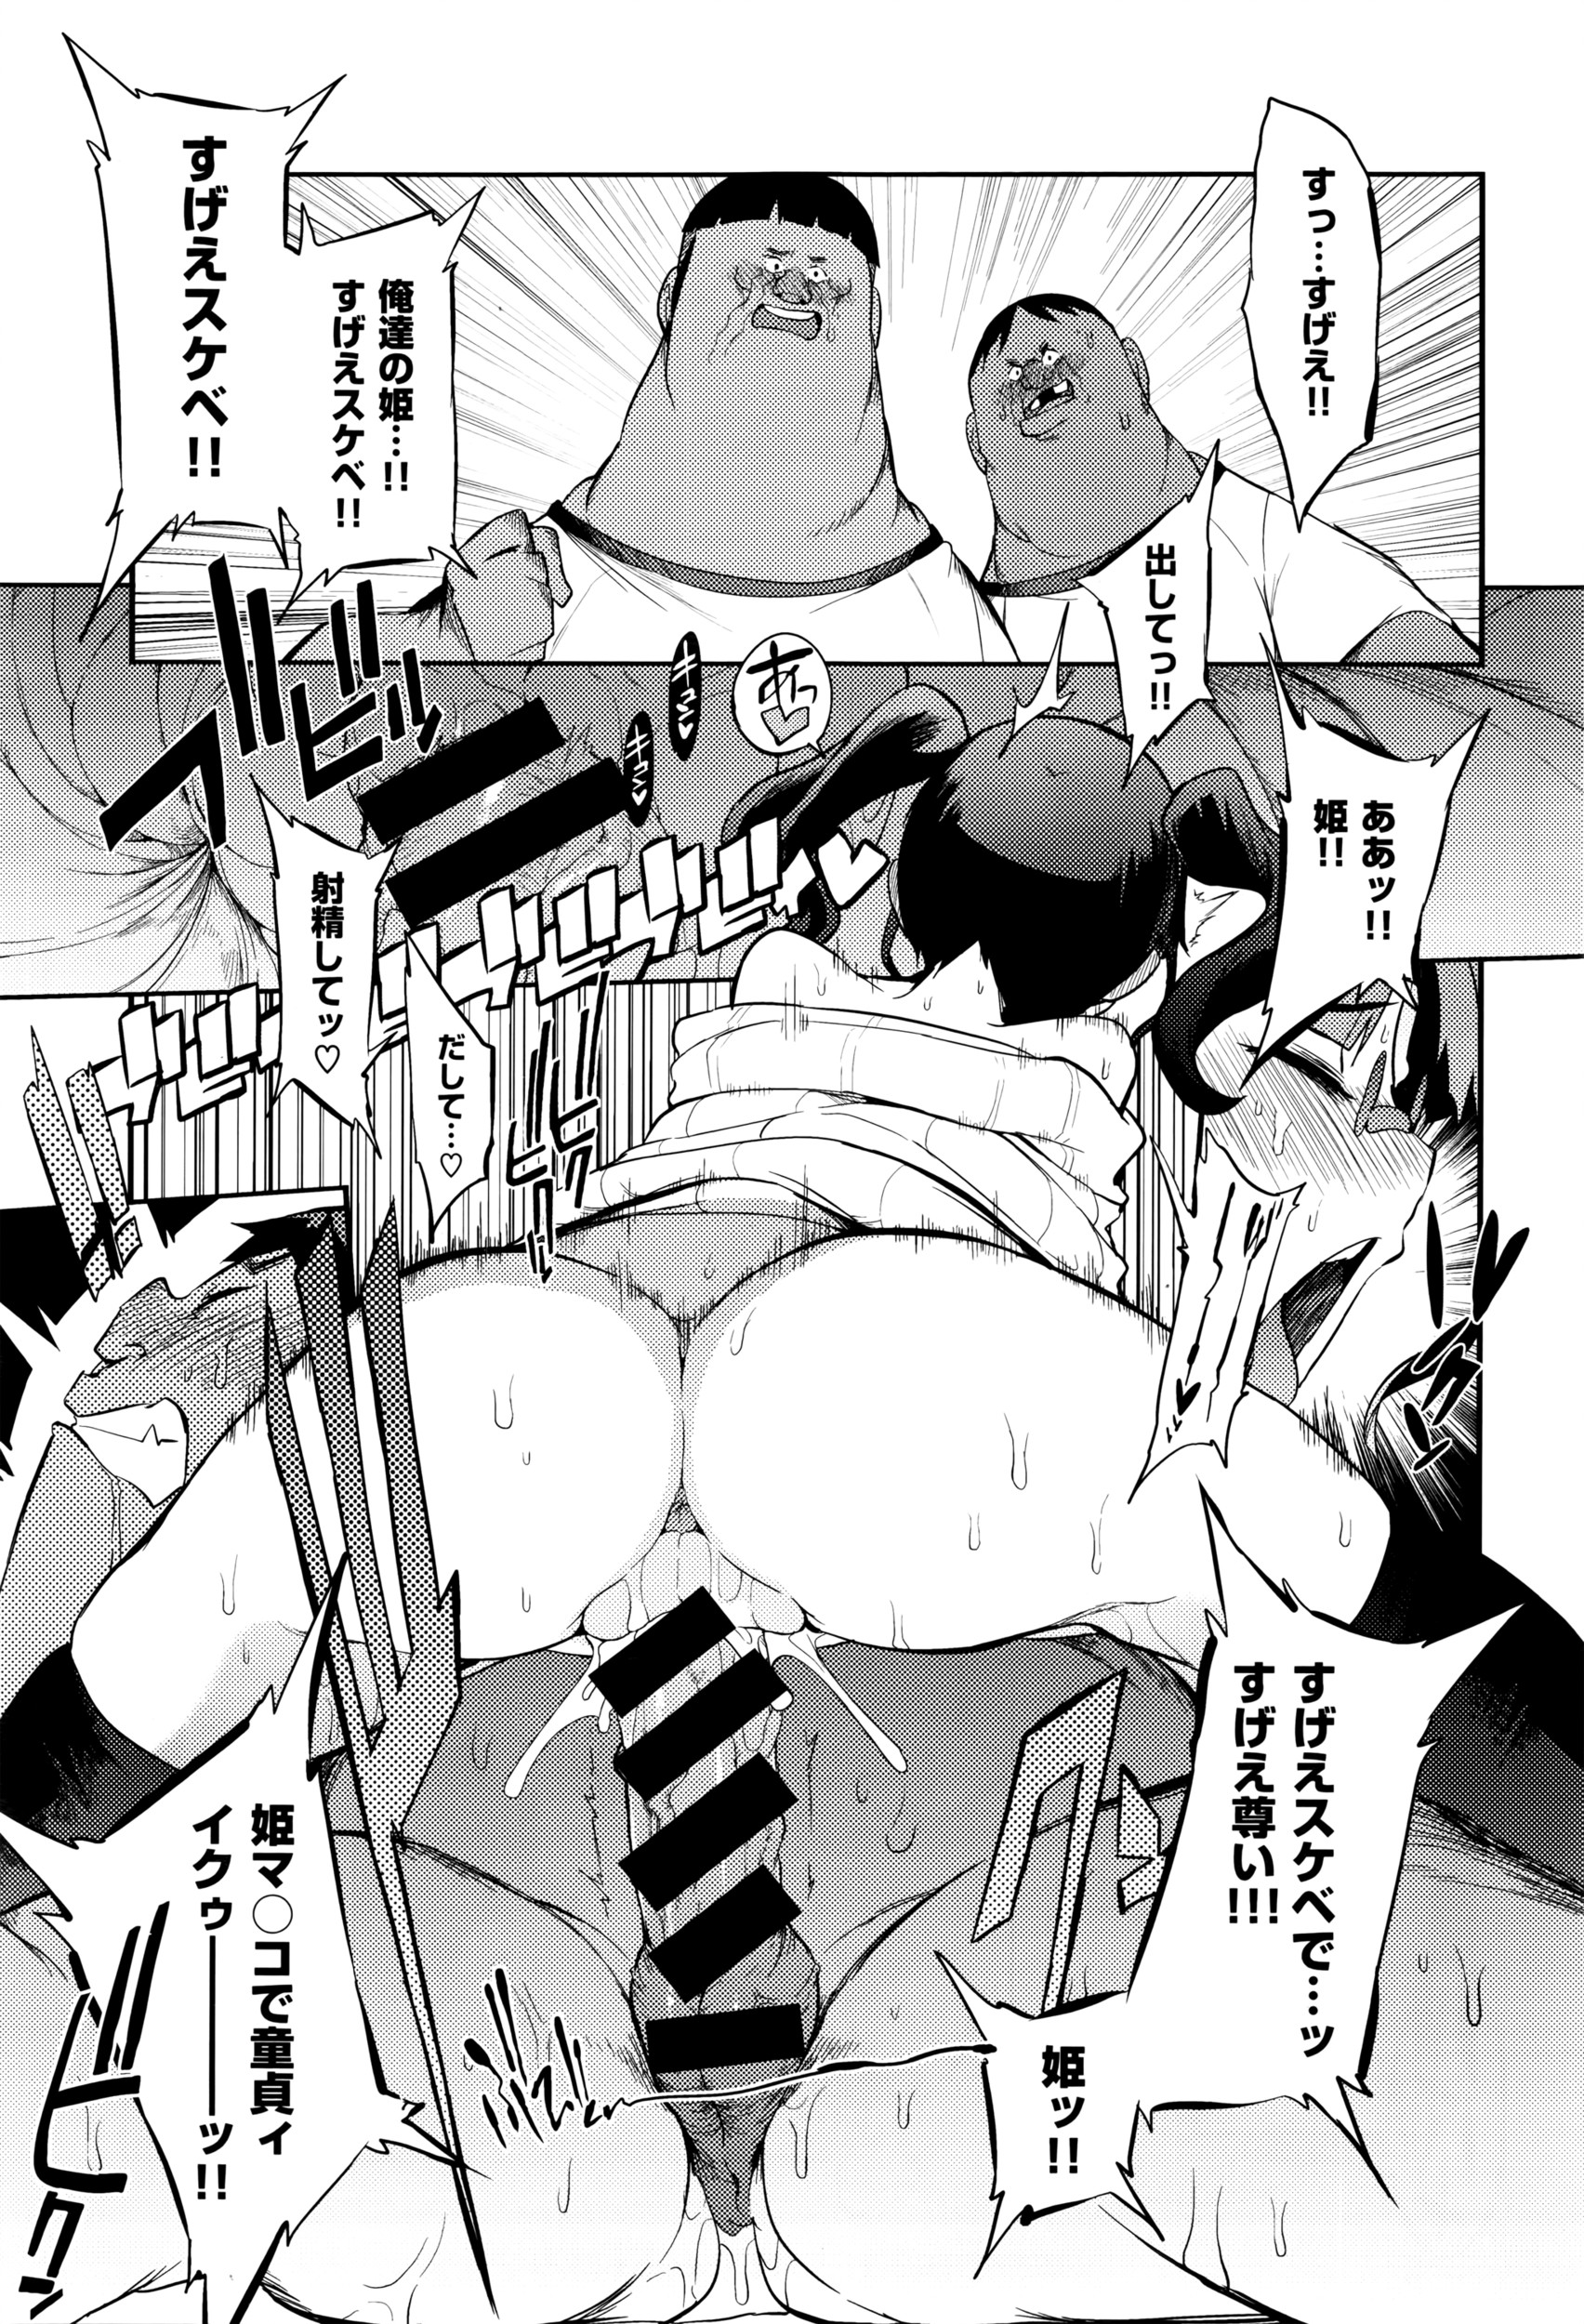 すっ…すげえ!!
俺達の姫…!!
すげえスケベ!!
すげえスケベ!!
出してっ!!
ああッ!!
姫!!
あっ♡
キュン♡
キュン♡
射精してッ♡
だして…♡
すげえスケベで…ッ
すげえ尊い!!!
姫ッ!!
姫マ○コで童貞ィ
イクゥーーーッ!!